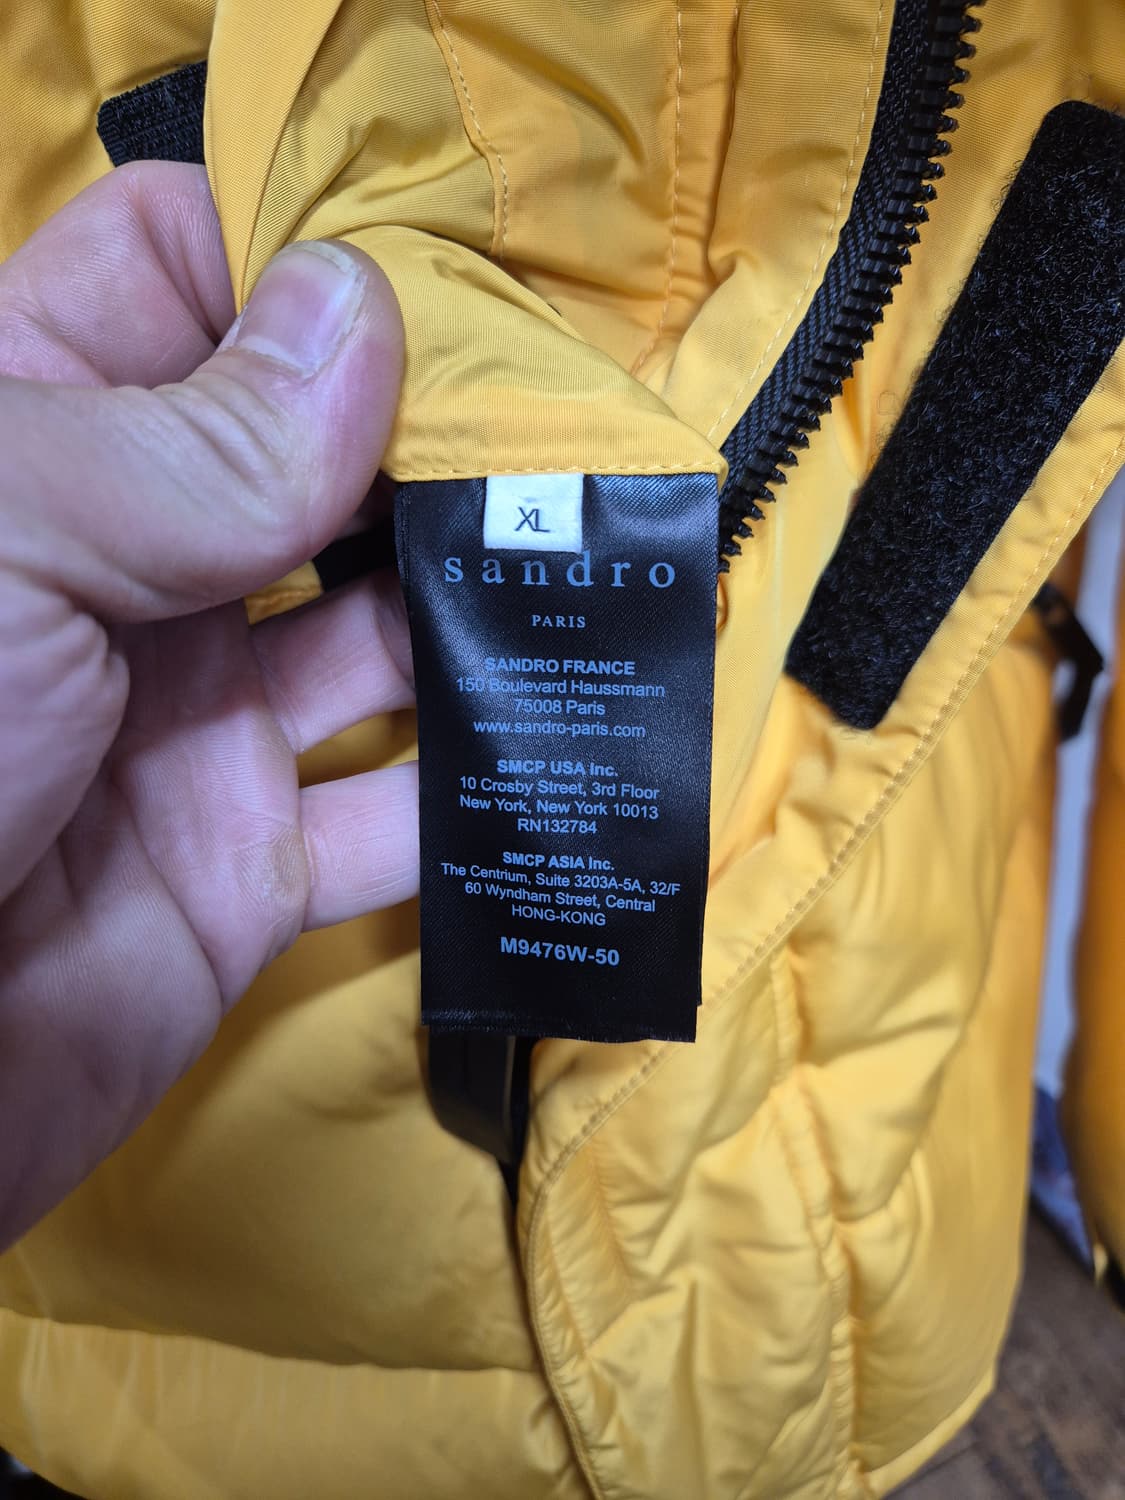 XL
sandro
PARIS
SANDRO FRANCE
150 Boulevard Haussmann
75008 Paris
www.sandro-paris.com
SMCP USA Inc.
10 Crosby Street, 3rd Floor
New York, New York 10013
RN132784
SMCP ASIA Inc.
The Centrium, Suite 3203A-5A, 32/F
60 Wyndham Street, Central
HONG-KONG
M9476W-50